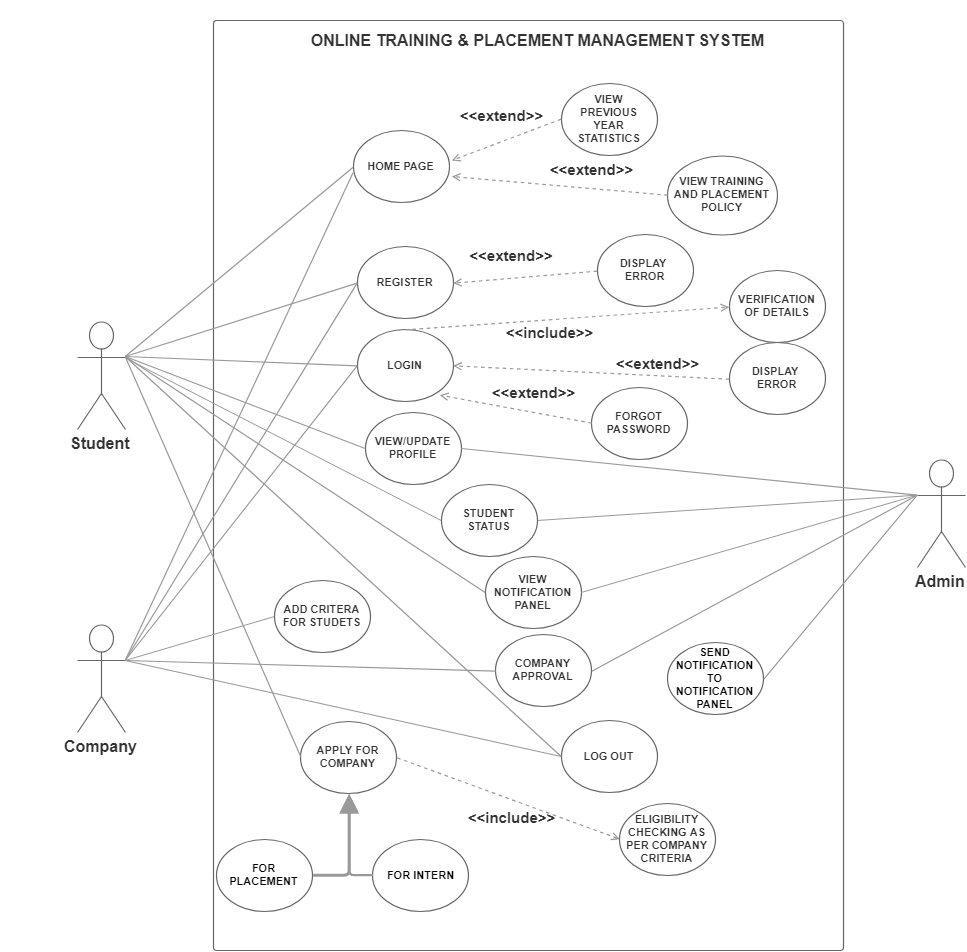 ONLINE TRAINING & PLACEMENT MANAGEMENT SYSTEM
VIEW
PREVIOUS
YEAR
STATISTICS
<<extend>>
HOME PAGE
<<extend>>
VIEW TRAINING
AND PLACEMENT
POLICY
REGISTER
<<extend>>
DISPLAY
ERROR
VERIFICATION
OF DETAILS
<<include>>
LOGIN
<<extend>>
DISPLAY
ERROR
<<extend>>
FORGOT
PASSWORD
Student
VIEW/UPDATE
PROFILE
STUDENT
STATUS
VIEW
NOTIFICATION
PANEL
Admin
ADD CRITERA
FOR STUDETS
COMPANY
APPROVAL
SEND
NOTIFICATION
TO
NOTIFICATION
PANEL
Company
APPLY FOR
COMPANY
LOG OUT
<<include>>
ELIGIBILITY
CHECKING AS
PER COMPANY
CRITERIA
FOR
PLACEMENT
FOR INTERN